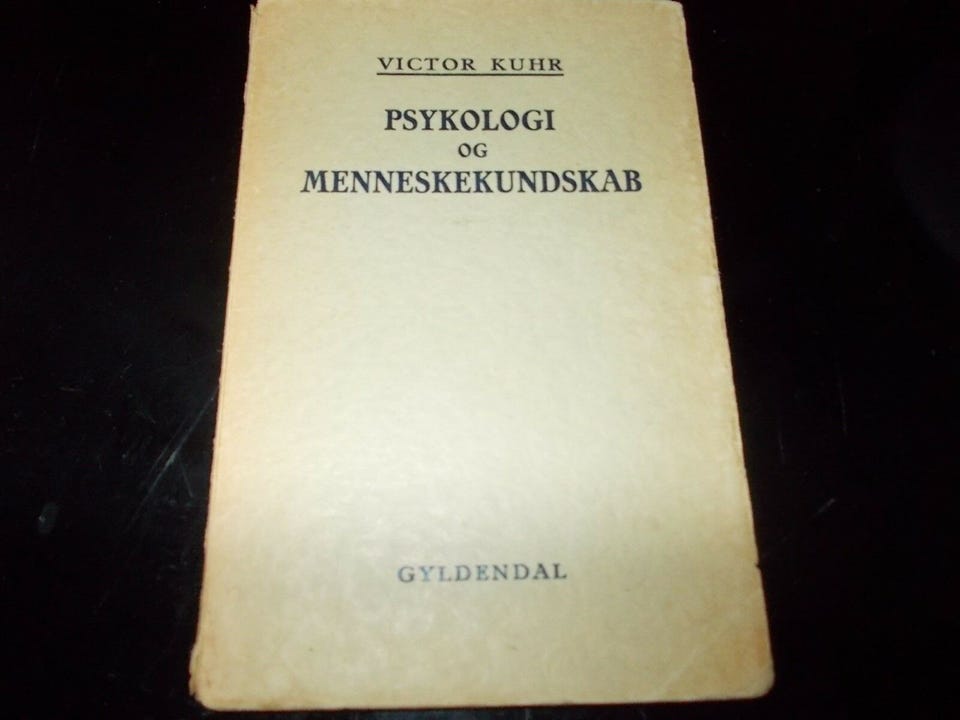 VICTOR KUHR
PSYKOLOGI
OG
MENNESKEKUNDSKAB
GYLDENDAL